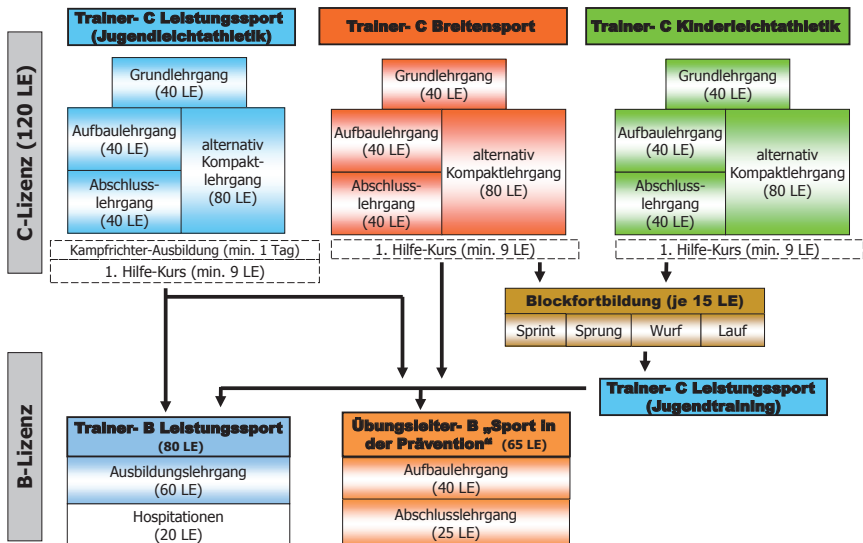 C-Lizenz (120 LE)
Trainer- C Leistungssport
(Jugendleichtathletik)
Grundlehrgang
(40 LE)
Aufbaulehrgang
(40 LE)
Abschluss-
lehrgang
(40 LE)
alternativ
Kompakt-
lehrgang
(80 LE)
Kampfrichter-Ausbildung (min. 1 Tag)
1. Hilfe-Kurs (min. 9 LE)
Trainer- C Breitensport
Grundlehrgang
(40 LE)
Aufbaulehrgang
(40 LE)
Abschluss-
lehrgang
(40 LE)
alternativ
Kompaktlehrgang
(80 LE)
1. Hilfe-Kurs (min. 9 LE)
Trainer- C Kinderleichtathletik
Grundlehrgang
(40 LE)
Aufbaulehrgang
(40 LE)
Abschluss-
lehrgang
(40 LE)
alternativ
Kompaktlehrgang
(80 LE)
1. Hilfe-Kurs (min. 9 LE)
Blockfortbildung (je 15 LE)
Sprint Sprung Wurf Lauf
Trainer- C Leistungssport
(Jugendtraining)
B-Lizenz
Trainer- B Leistungssport
(80 LE)
Ausbildungslehrgang
(60 LE)
Hospitationen
(20 LE)
Übungsleiter- B „Sport in
der Prävention“ (65 LE)
Aufbaulehrgang
(40 LE)
Abschlusslehrgang
(25 LE)